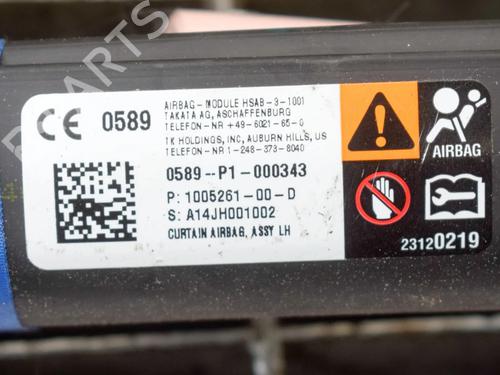 PARTS
CE 0589
AIRBAG-MODULE HSAB-3-1001
TAKATA AG, ASCHAFFENBURG
TELEFON-NR +49-6021-65-0
TK HOLDINGS, INC, AUBURN HILLS, US
TELEFON-NR 1-248-373-8040
0589--P1-000343
P: 1005261-00-D
S: A14JH001002
CURTAIN AIRBAG, ASSY LH
AIRBAG
23120219